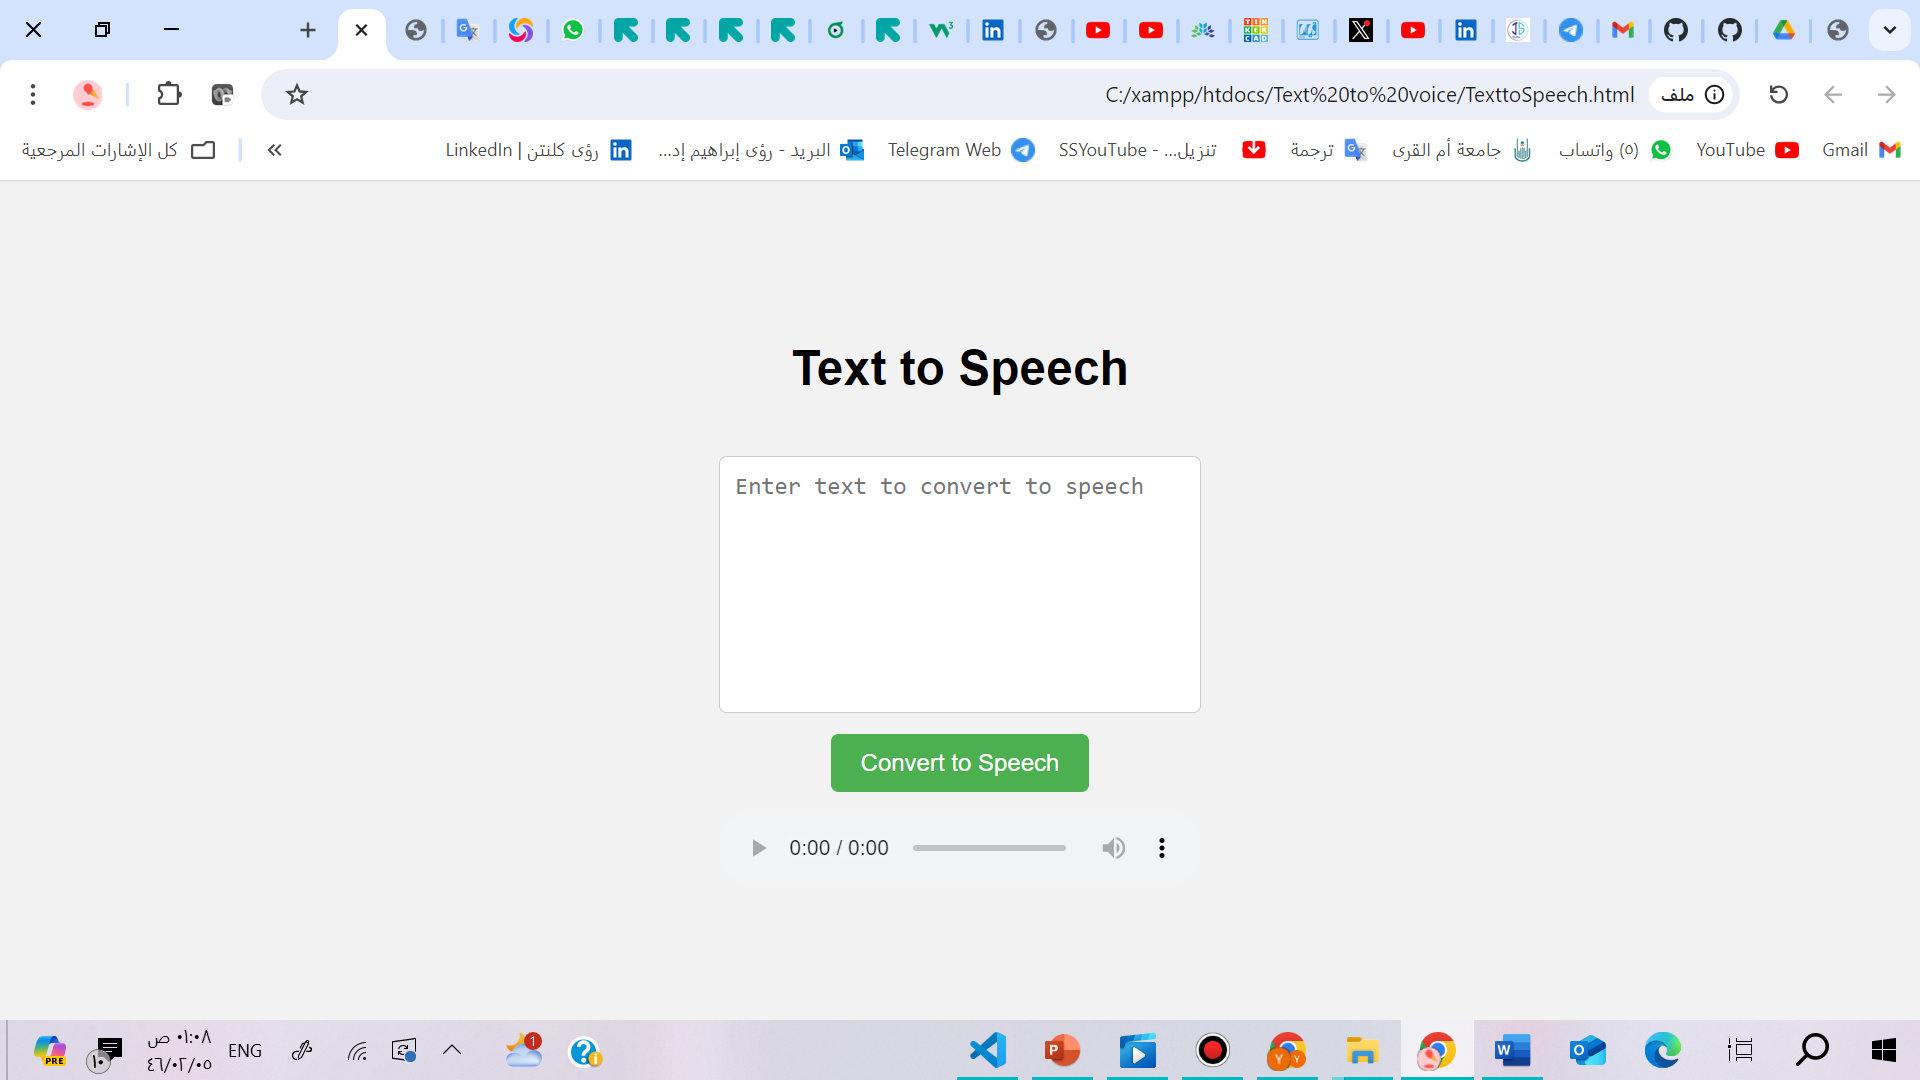 C:/xampp/htdocs/Text%20to%20voice/TexttoSpeech.html ملف
Gmail
YouTube
(٥) واتساب
جامعة أم القرى
ترجمة
تنزيل... - SSYouTube
Telegram Web
البريد - رؤى إبراهيم إد...
رؤى كلنتن | LinkedIn
كل الإشارات المرجعية
Text to Speech
Enter text to convert to speech
Convert to Speech
0:00 / 0:00
ENG
٠١:٠٨ ص
٤٦/٠٢/٠٥
١٠
PRE
1